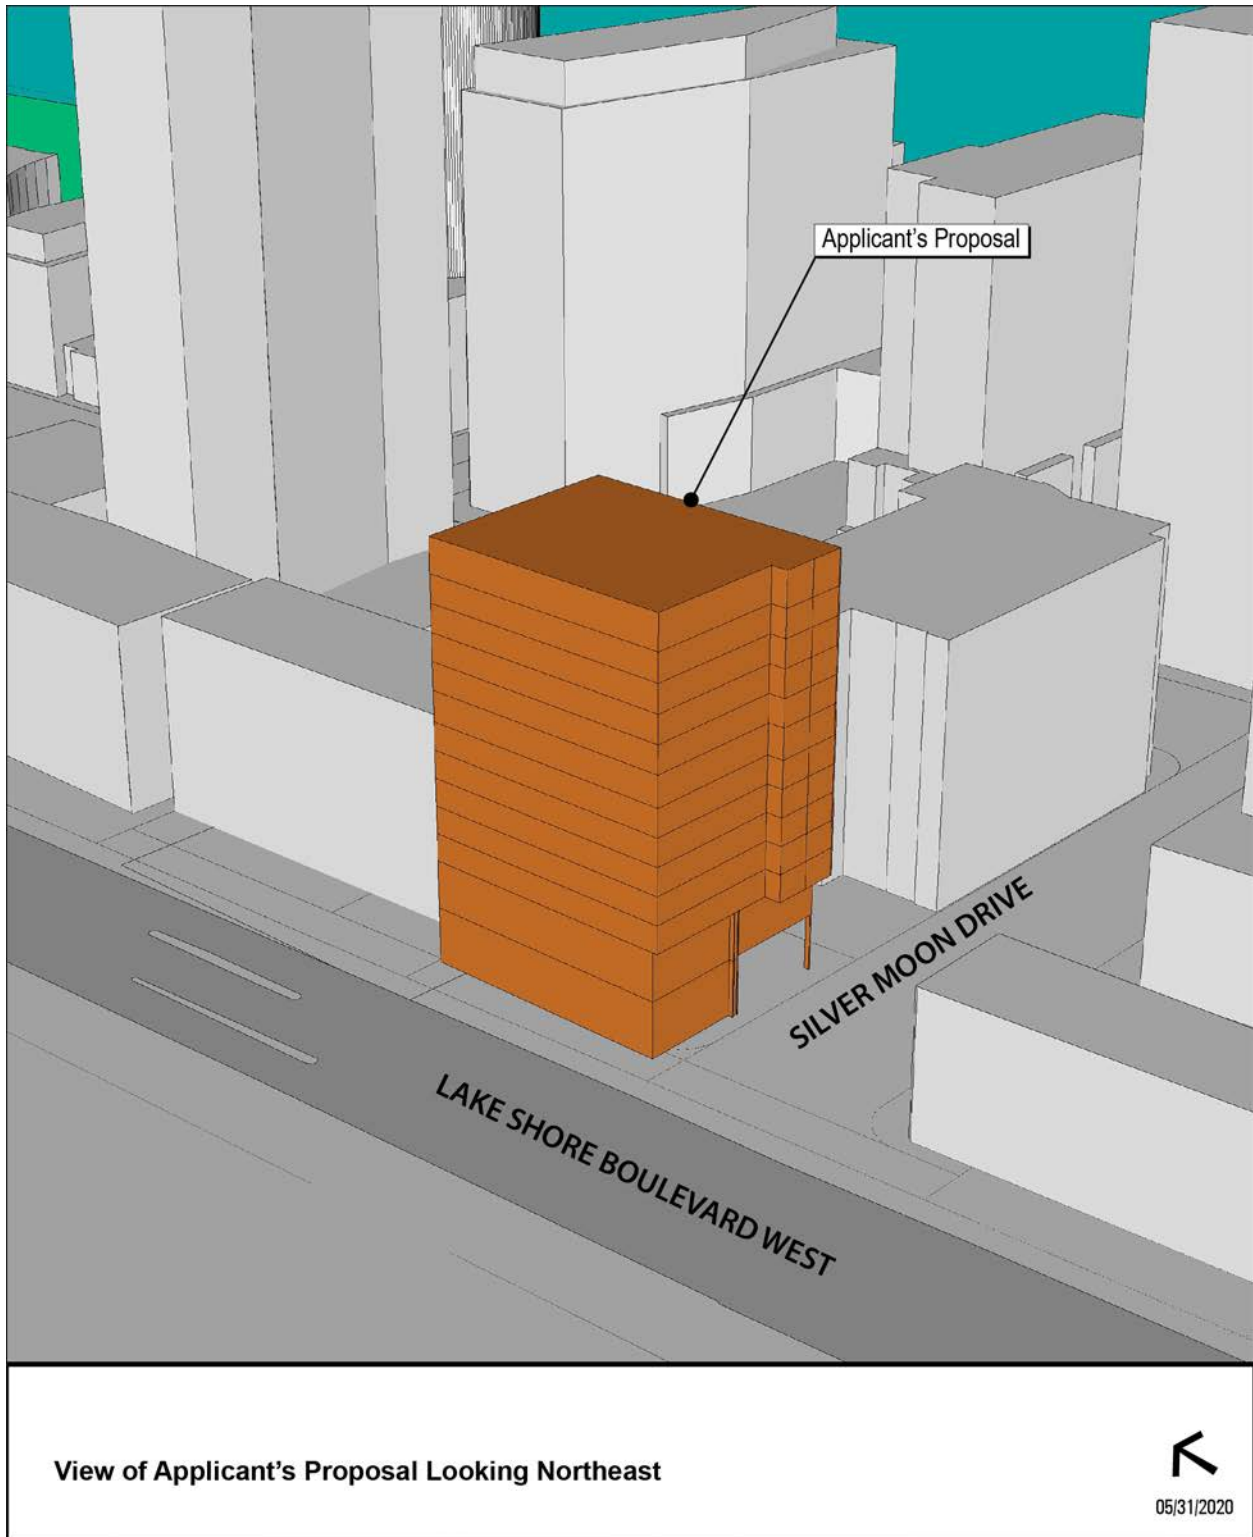 Applicant's Proposal
SILVER MOON DRIVE
LAKE SHORE BOULEVARD WEST
View of Applicant's Proposal Looking Northeast
05/31/2020